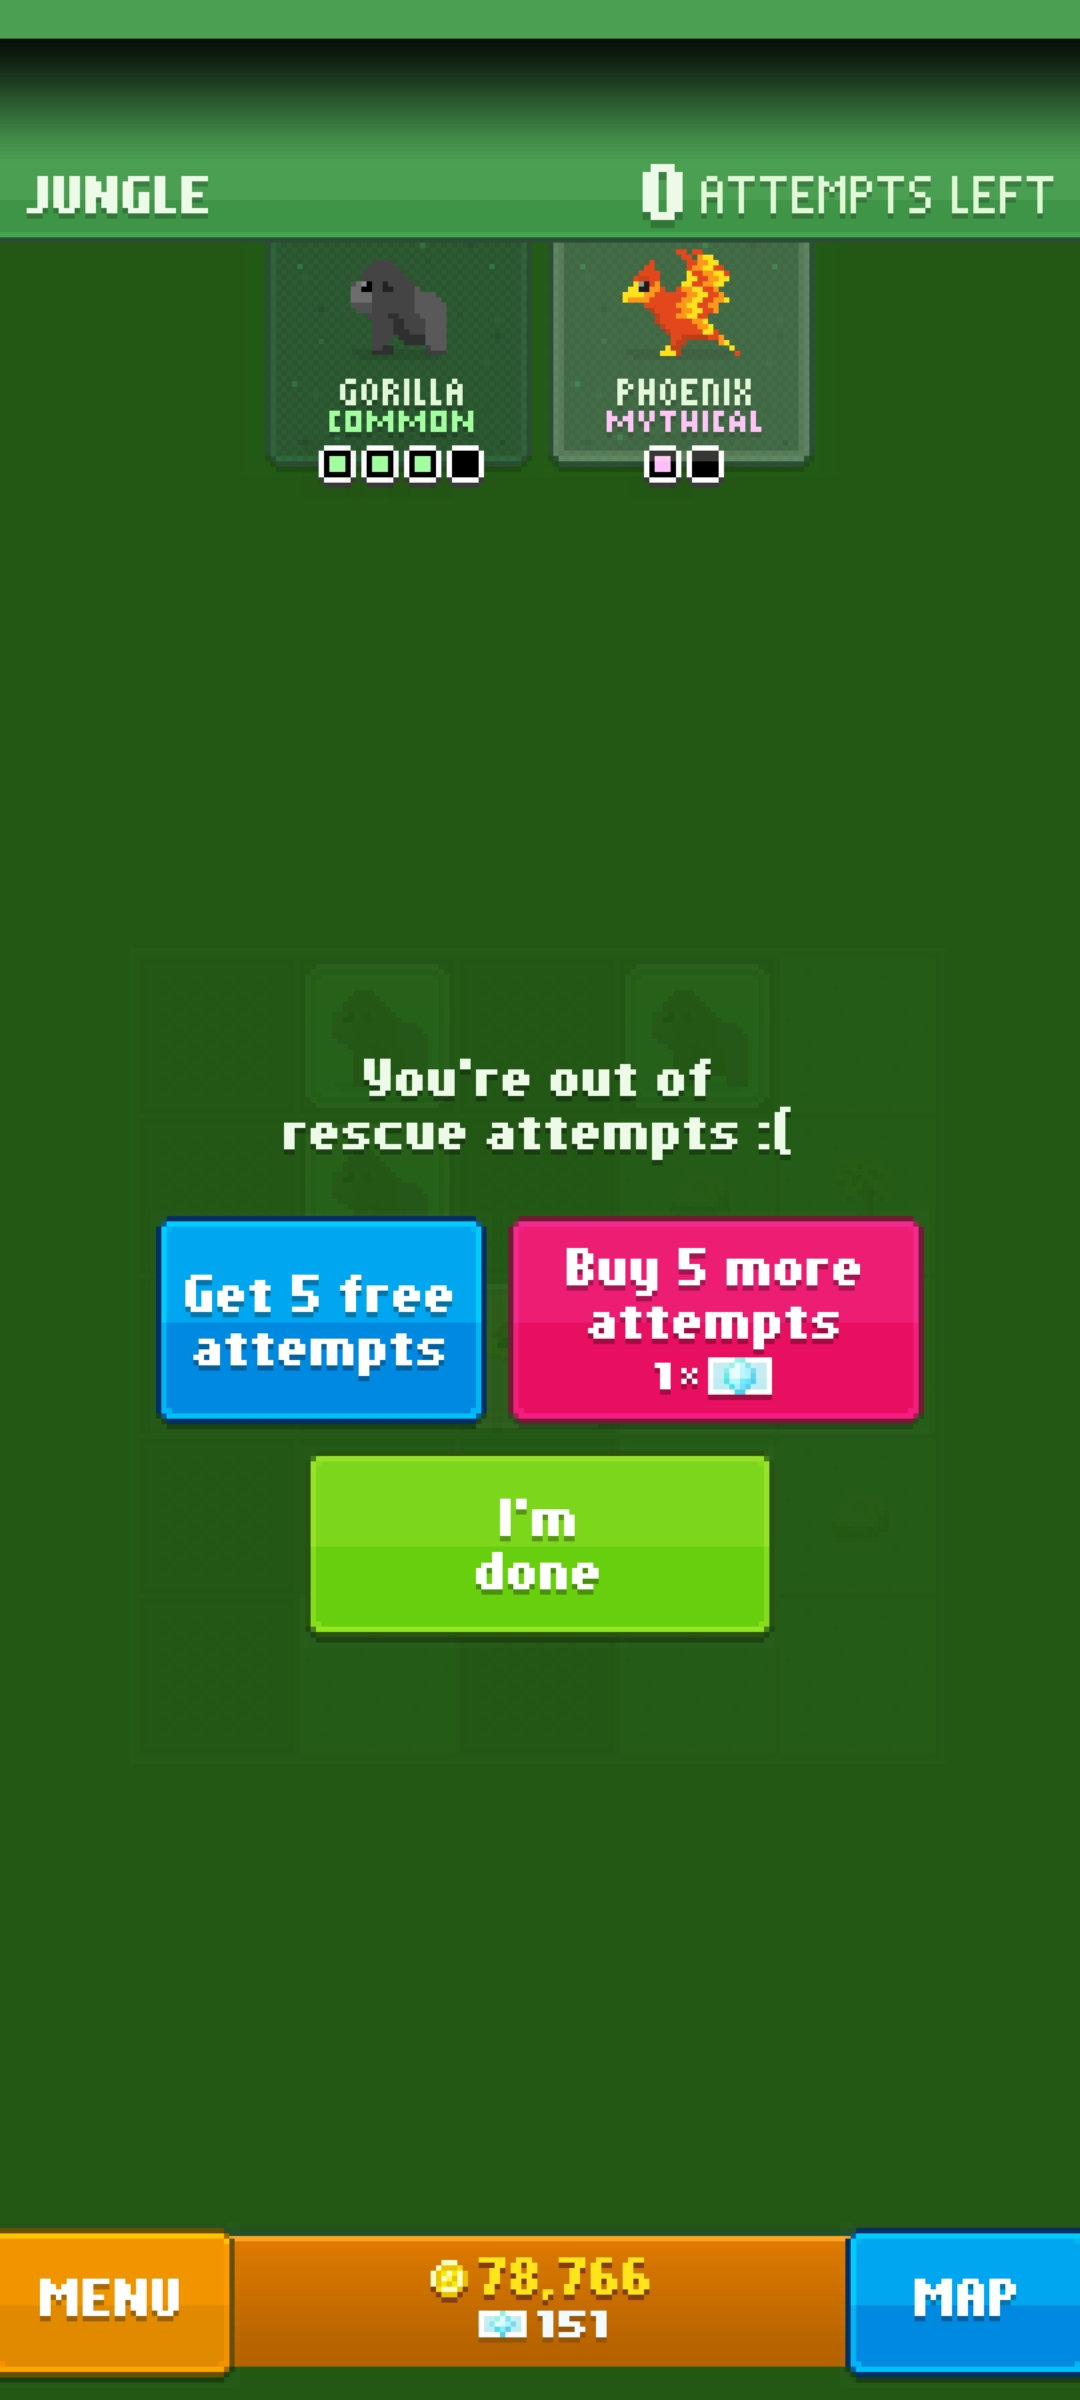 JUNGLE
0 ATTEMPTS LEFT
GORILLA
COMMON
PHOENIX
MYTHICAL
You're out of
rescue attempts :(
Get 5 free
attempts
Buy 5 more
attempts
1×
I'm
done
MENU
78,766
151
MAP